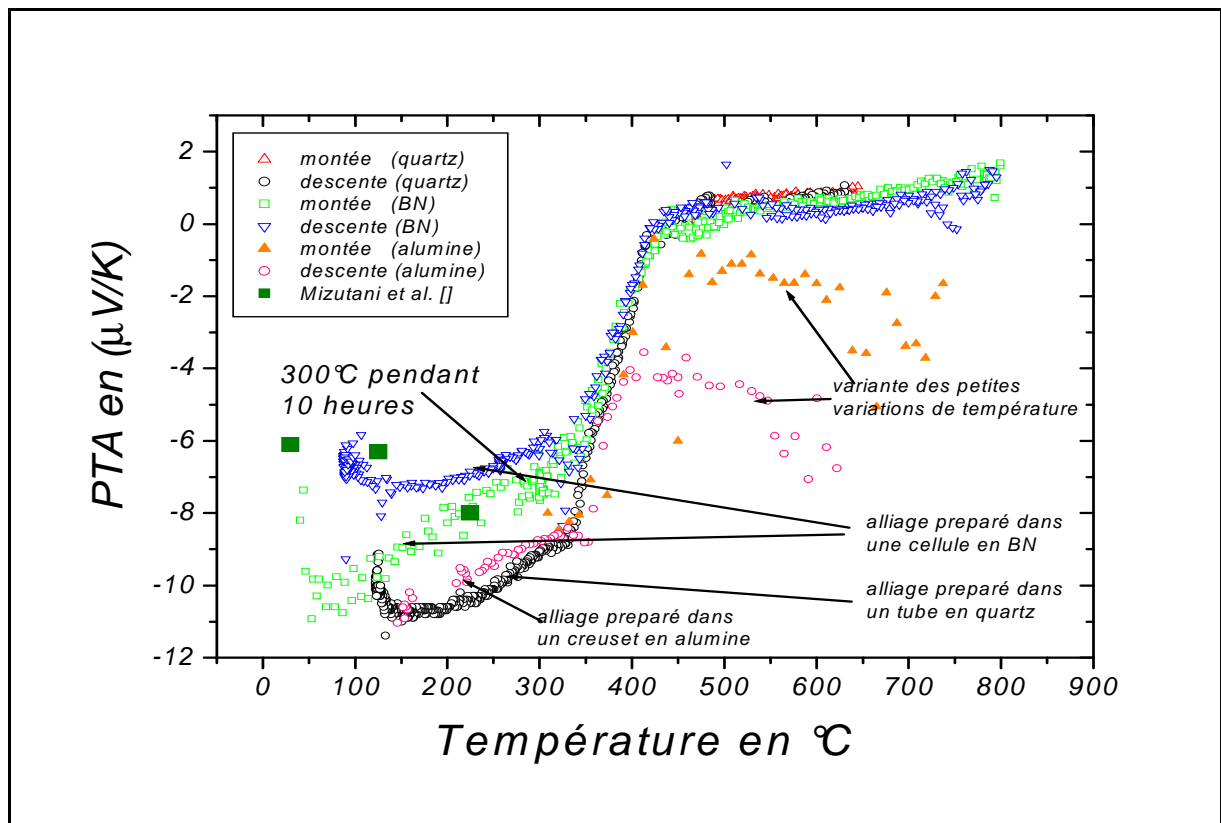 montée (quartz)
descente (quartz)
montée (BN)
descente (BN)
montée (alumine)
descente (alumine)
Mizutani et al. []
2
0
-2
-4
-6
-8
-10
-12
PTA en (µV/K)
300°C pendant
10 heures
variante des petites
variations de température
alliage preparé dans
une cellule en BN
alliage preparé dans
un tube en quartz
alliage preparé dans
un creuset en alumine
0 100 200 300 400 500 600 700 800 900
Température en °C